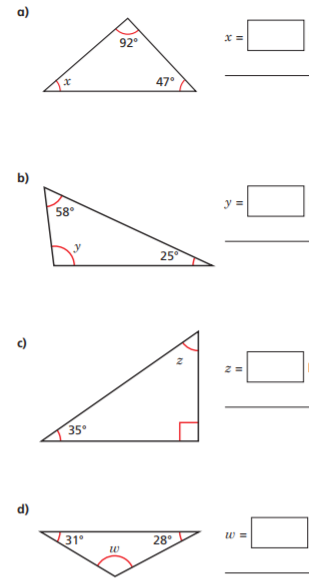 a)
92°
x =
x
47°
b)
58°
y =
y
25°
c)
z
z =
35°
d)
31°
28°
w =
w